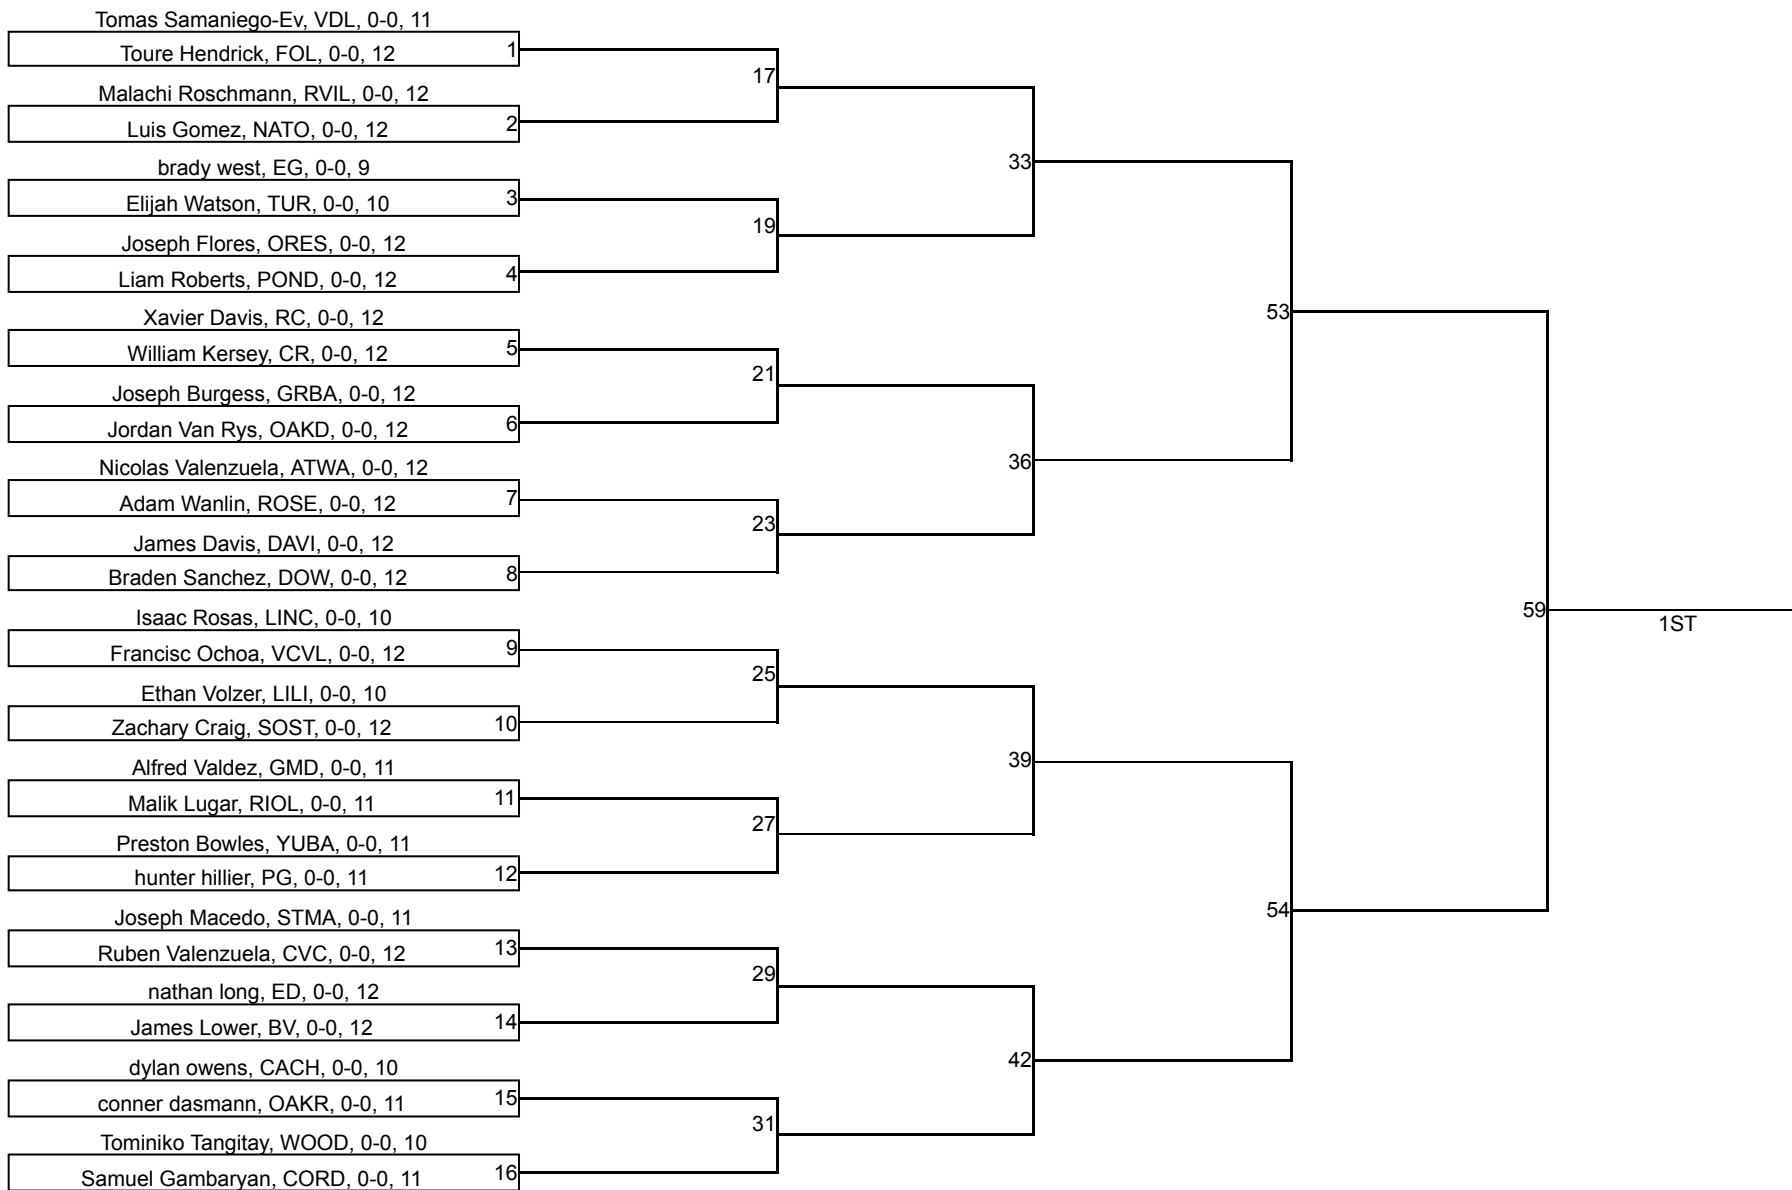 Tomas Samaniego-Ev, VDL, 0-0, 11
Toure Hendrick, FOL, 0-0, 12
1
17
Malachi Roschmann, RVIL, 0-0, 12
Luis Gomez, NATO, 0-0, 12
2
33
brady west, EG, 0-0, 9
Elijah Watson, TUR, 0-0, 10
3
19
Joseph Flores, ORES, 0-0, 12
Liam Roberts, POND, 0-0, 12
4
53
Xavier Davis, RC, 0-0, 12
William Kersey, CR, 0-0, 12
5
21
Joseph Burgess, GRBA, 0-0, 12
Jordan Van Rys, OAKD, 0-0, 12
6
36
Nicolas Valenzuela, ATWA, 0-0, 12
Adam Wanlin, ROSE, 0-0, 12
7
23
James Davis, DAVI, 0-0, 12
Braden Sanchez, DOW, 0-0, 12
8
59
1ST
Isaac Rosas, LINC, 0-0, 10
Francisc Ochoa, VCVL, 0-0, 12
9
25
Ethan Volzer, LILI, 0-0, 10
Zachary Craig, SOST, 0-0, 12
10
39
Alfred Valdez, GMD, 0-0, 11
Malik Lugar, RIOL, 0-0, 11
11
27
Preston Bowles, YUBA, 0-0, 11
hunter hillier, PG, 0-0, 11
12
54
Joseph Macedo, STMA, 0-0, 11
Ruben Valenzuela, CVC, 0-0, 12
13
29
nathan long, ED, 0-0, 12
James Lower, BV, 0-0, 12
14
42
dylan owens, CACH, 0-0, 10
conner dasmann, OAKR, 0-0, 11
15
31
Tominiko Tangitay, WOOD, 0-0, 10
Samuel Gambaryan, CORD, 0-0, 11
16